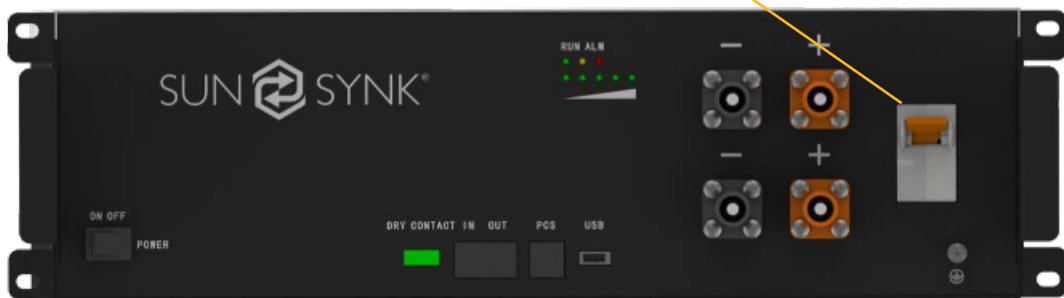 RUN ALM
− +
SUN SYNK®
− +
ON OFF
POWER
DRY CONTACT IN OUT PCS USB